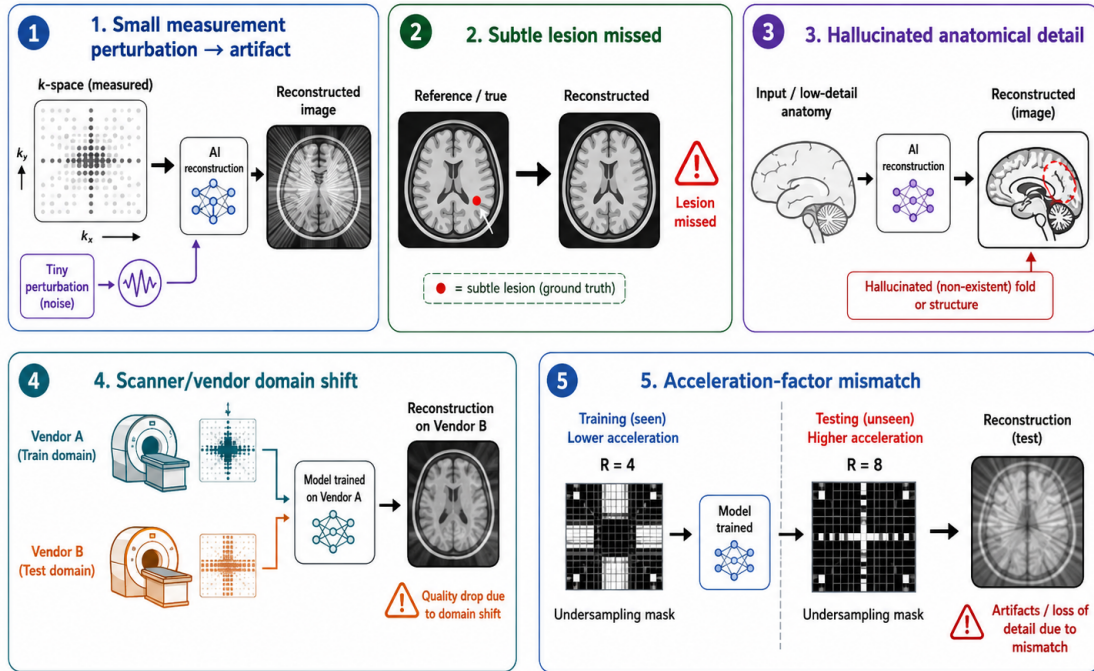 1
1. Small measurement
perturbation → artifact
k-space (measured)
ky
kx
Tiny
perturbation
(noise)
AI
reconstruction
Reconstructed
image
2
2. Subtle lesion missed
Reference / true
Reconstructed
Lesion
missed
= subtle lesion (ground truth)
3
3. Hallucinated anatomical detail
Input / low-detail
anatomy
AI
reconstruction
Reconstructed
(image)
Hallucinated (non-existent) fold
or structure
4
4. Scanner/vendor domain shift
Vendor A
(Train domain)
Vendor B
(Test domain)
Model trained
on Vendor A
Reconstruction
on Vendor B
Quality drop due
to domain shift
5
5. Acceleration-factor mismatch
Training (seen)
Lower acceleration
R = 4
Undersampling mask
Model
trained
Testing (unseen)
Higher acceleration
R = 8
Undersampling mask
Reconstruction
(test)
Artifacts / loss of
detail due to
mismatch